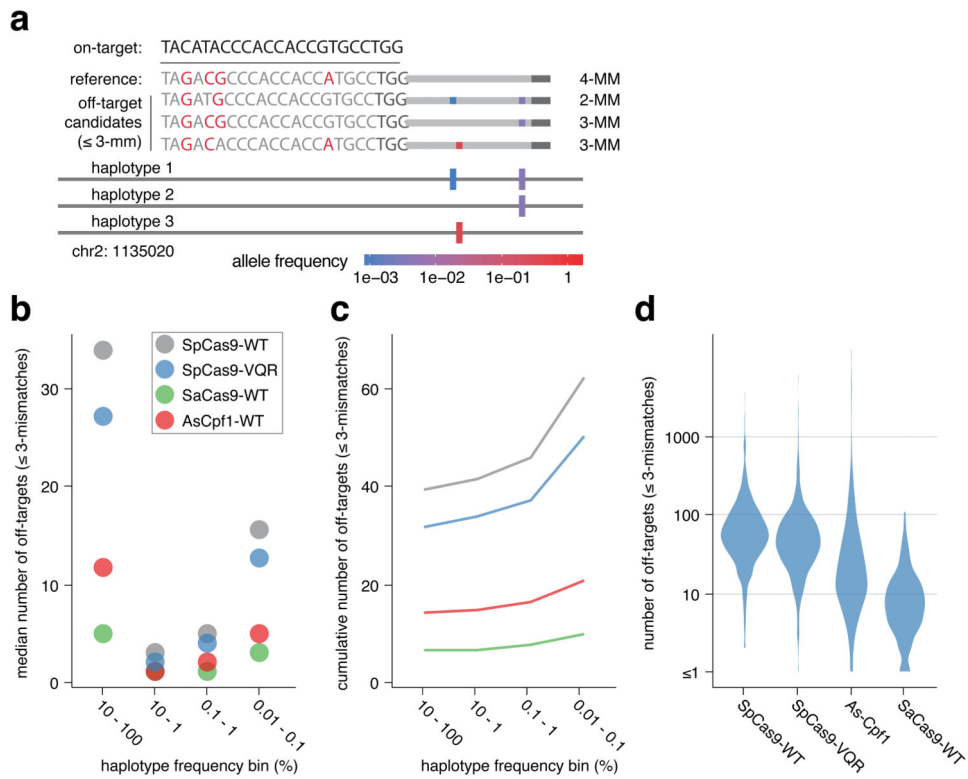 a
on-target: TACATACCCACCACCGTGCCTGG
reference: TAGACGCCCACCACCATGCCTGG 4-MM
off-target TAGATGCCCACCACCGTGCCTGG 2-MM
candidates TAGACGCCCACCACCGTGCCTGG 3-MM
(≤ 3-mm) TAGACACCCACCACCATGCCTGG 3-MM
haplotype 1
haplotype 2
haplotype 3
chr2: 1135020
allele frequency
1e-03 1e-02 1e-01 1
b
median number of off-targets (≤ 3-mismatches)
30
20
10
0
SpCas9-WT
SpCas9-VQR
SaCas9-WT
AsCpf1-WT
10 - 100
10 - 1
0.1 - 1
0.01 - 0.1
haplotype frequency bin (%)
c
cumulative number of off-targets (≤ 3-mismatches)
60
40
20
0
10 - 100
10 - 1
0.1 - 1
0.01 - 0.1
haplotype frequency bin (%)
d
number of off-targets (≤ 3-mismatches)
1000
100
10
≤1
SpCas9-WT
SpCas9-VQR
As-Cpf1
SaCas9-WT